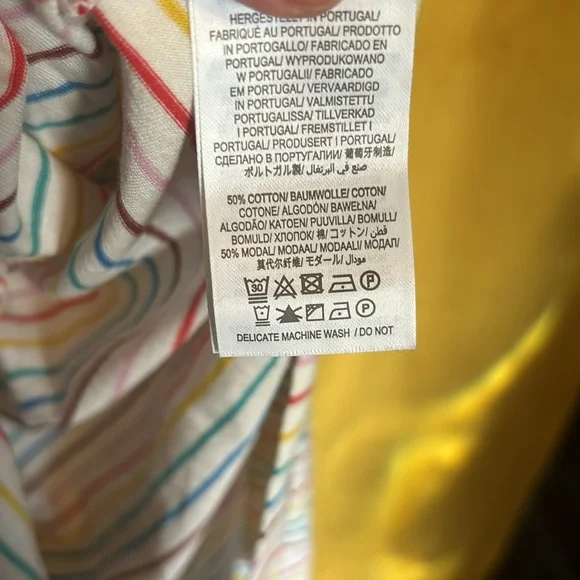 HERGESTELLT IN PORTUGAL/
FABRIQUÉ AU PORTUGAL/ PRODOTTO
IN PORTOGALLO/ FABRICADO EN
PORTUGAL/ WYPRODUKOWANO
W PORTUGALII/ FABRICADO
EM PORTUGAL/ VERVAARDIGD
IN PORTUGAL/ VALMISTETTU
PORTUGALISSA/ TILLVERKAD
I PORTUGAL/ FREMSTILLET I
PORTUGAL/ PRODUSERT I PORTUGAL/
СДЕЛАНО В ПОРТУГАЛИИ/ 葡萄牙制造/
ポルトガル製/ صنع في البرتغال
50% COTTON/ BAUMWOLLE/ COTON/
COTONE/ ALGODÓN/ BAWEŁNA/
ALGODÃO/ KATOEN/ PUUVILLA/ BOMULL/
BOMULD/ ХЛОПОК/ 棉/ コットン/ قطن/
50% MODAL/ MODAAL/ MODAALI/ МОДАЛ/
莫代尔纤维/ モダール/ مودال/
30 P
P
DELICATE MACHINE WASH / DO NOT